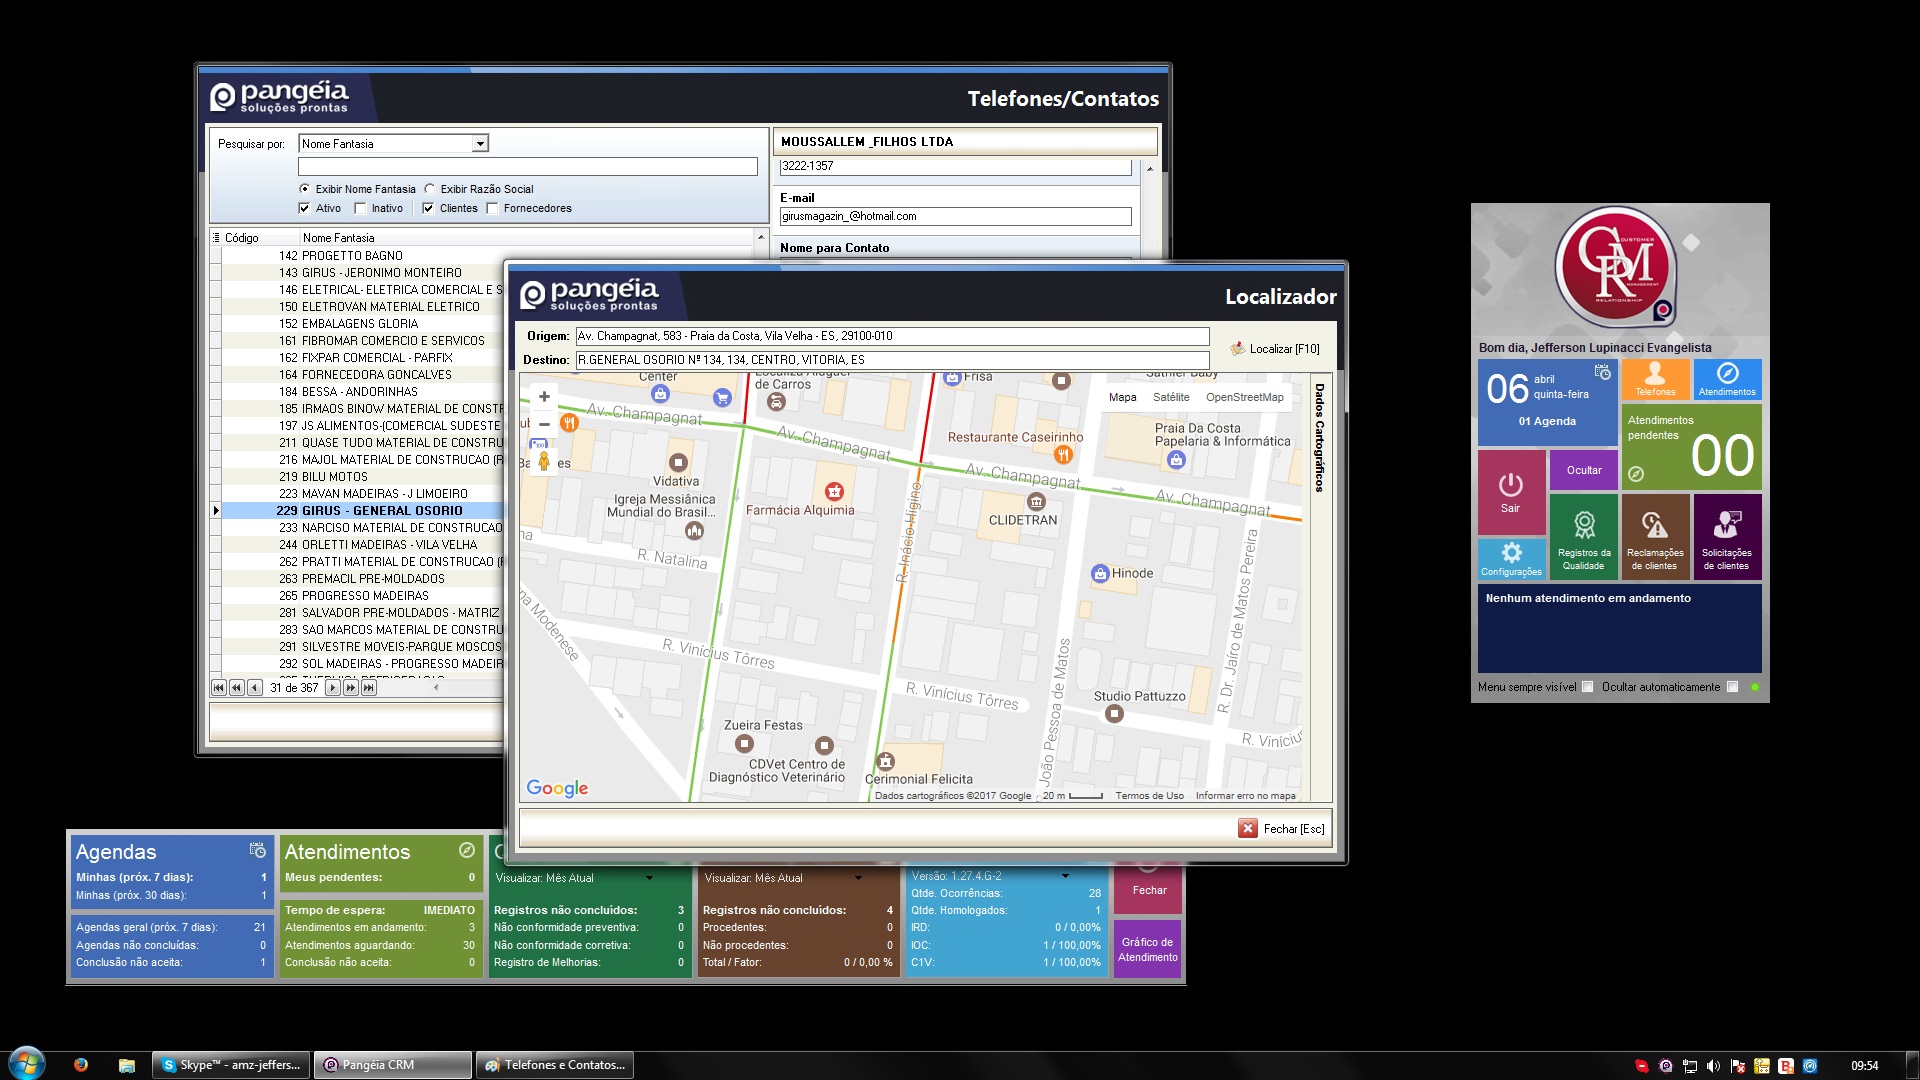 pangéia
soluções prontas
Telefones/Contatos
Pesquisar por:
Nome Fantasia
Exibir Nome Fantasia
Exibir Razão Social
Ativo
Inativo
Clientes
Fornecedores
MOUSSALLEM _FILHOS LTDA
3222-1357
E-mail
girusmagazin_@hotmail.com
Nome para Contato
Código Nome Fantasia
142 PROGETTO BAGNO
143 GIRUS - JERONIMO MONTEIRO
146 ELETRICAL- ELETRICA COMERCIAL E S
150 ELETROVAN MATERIAL ELETRICO
152 EMBALAGENS GLORIA
161 FIBROMAR COMERCIO E SERVICOS
162 FIXPAR COMERCIAL - PARFIX
164 FORNECEDORA GONCALVES
184 BESSA - ANDORINHAS
185 IRMAOS BINOW MATERIAL DE CONST
197 JS ALIMENTOS-(COMERCIAL SUDESTE
211 QUASE TUDO MATERIAL DE CONSTRU
216 MAJOL MATERIAL DE CONSTRUCAO (R
219 BILU MOTOS
223 MAVAN MADEIRAS - J LIMOEIRO
229 GIRUS - GENERAL OSORIO
233 NARCISO MATERIAL DE CONSTRUCAO
244 ORLETTI MADEIRAS - VILA VELHA
262 PRATTI MATERIAL DE CONSTRUCAO (
263 PREMACIL PRE-MOLDADOS
265 PROGRESSO MADEIRAS
281 SALVADOR PRE-MOLDADOS - MATRIZ
283 SAO MARCOS MATERIAL DE CONSTRU
291 SILVESTRE MOVEIS-PARQUE MOSCOS
292 SOL MADEIRAS - PROGRESSO MADEIR
31 de 367
pangéia
soluções prontas
Localizador
Origem: Av. Champagnat, 583 - Praia da Costa, Vila Velha - ES, 29100-010
Destino: R.GENERAL OSORIO Nº 134, 134, CENTRO, VITORIA, ES
Localizar [F10]
Center
Localiza Aluguel
de Carros
Frisa
Sathler Baby
Mapa
Satélite
OpenStreetMap
Dados Cartográficos
Av. Champagnat
Av. Champagnat
Av. Champagnat
Av. Champagnat
Restaurante Caseirinho
Praia Da Costa
Papelaria & Informática
Vidativa
Igreja Messiânica
Mundial do Brasil...
Farmácia Alquimia
CLIDETRAN
R. Inácio Higino
R. Natalina
Hinode
R. Dr. Jairo de Matos Pereira
na Modenese
R. Vinícius Tôrres
R. Vinícius Tôrres
João Pessoa de Matos
Studio Pattuzzo
R. Viníciu
Zueira Festas
CDVet Centro de
Diagnóstico Veterinário
Cerimonial Felicita
Google
Dados cartográficos ©2017 Google
20 m
Termos de Uso
Informar erro no mapa
Fechar [Esc]
CRM
CUSTOMER
MANAGEMENT
RELATIONSHIP
Bom dia, Jefferson Lupinacci Evangelista
06 abril
quinta-feira
01 Agenda
Telefones
Atendimentos
Atendimentos
pendentes
00
Sair
Ocultar
Configurações
Registros da
Qualidade
Reclamações
de clientes
Solicitações
de clientes
Nenhum atendimento em andamento
Menu sempre visível
Ocultar automaticamente
Agendas
Minhas (próx. 7 dias): 1
Minhas (próx. 30 dias): 1
Agendas geral (próx. 7 dias): 21
Agendas não concluídas: 0
Conclusão não aceita: 1
Atendimentos
Meus pendentes: 0
Tempo de espera: IMEDIATO
Atendimentos em andamento: 3
Atendimentos aguardando: 30
Conclusão não aceita: 0
Visualizar: Mês Atual
Registros não concluídos: 3
Não conformidade preventiva: 0
Não conformidade corretiva: 0
Registro de Melhorias: 0
Visualizar: Mês Atual
Registros não concluídos: 4
Procedentes: 0
Não procedentes: 0
Total / Fator: 0 / 0,00 %
Versão: 1.27.4.G-2
Qtde. Ocorrências: 28
Qtde. Homologados: 1
IRD: 0 / 0,00%
IOC: 1 / 100,00%
C1V: 1 / 100,00%
Fechar
Gráfico de
Atendimento
Skype™ - amz-jeffers...
Pangéia CRM
Telefones e Contatos...
09:54